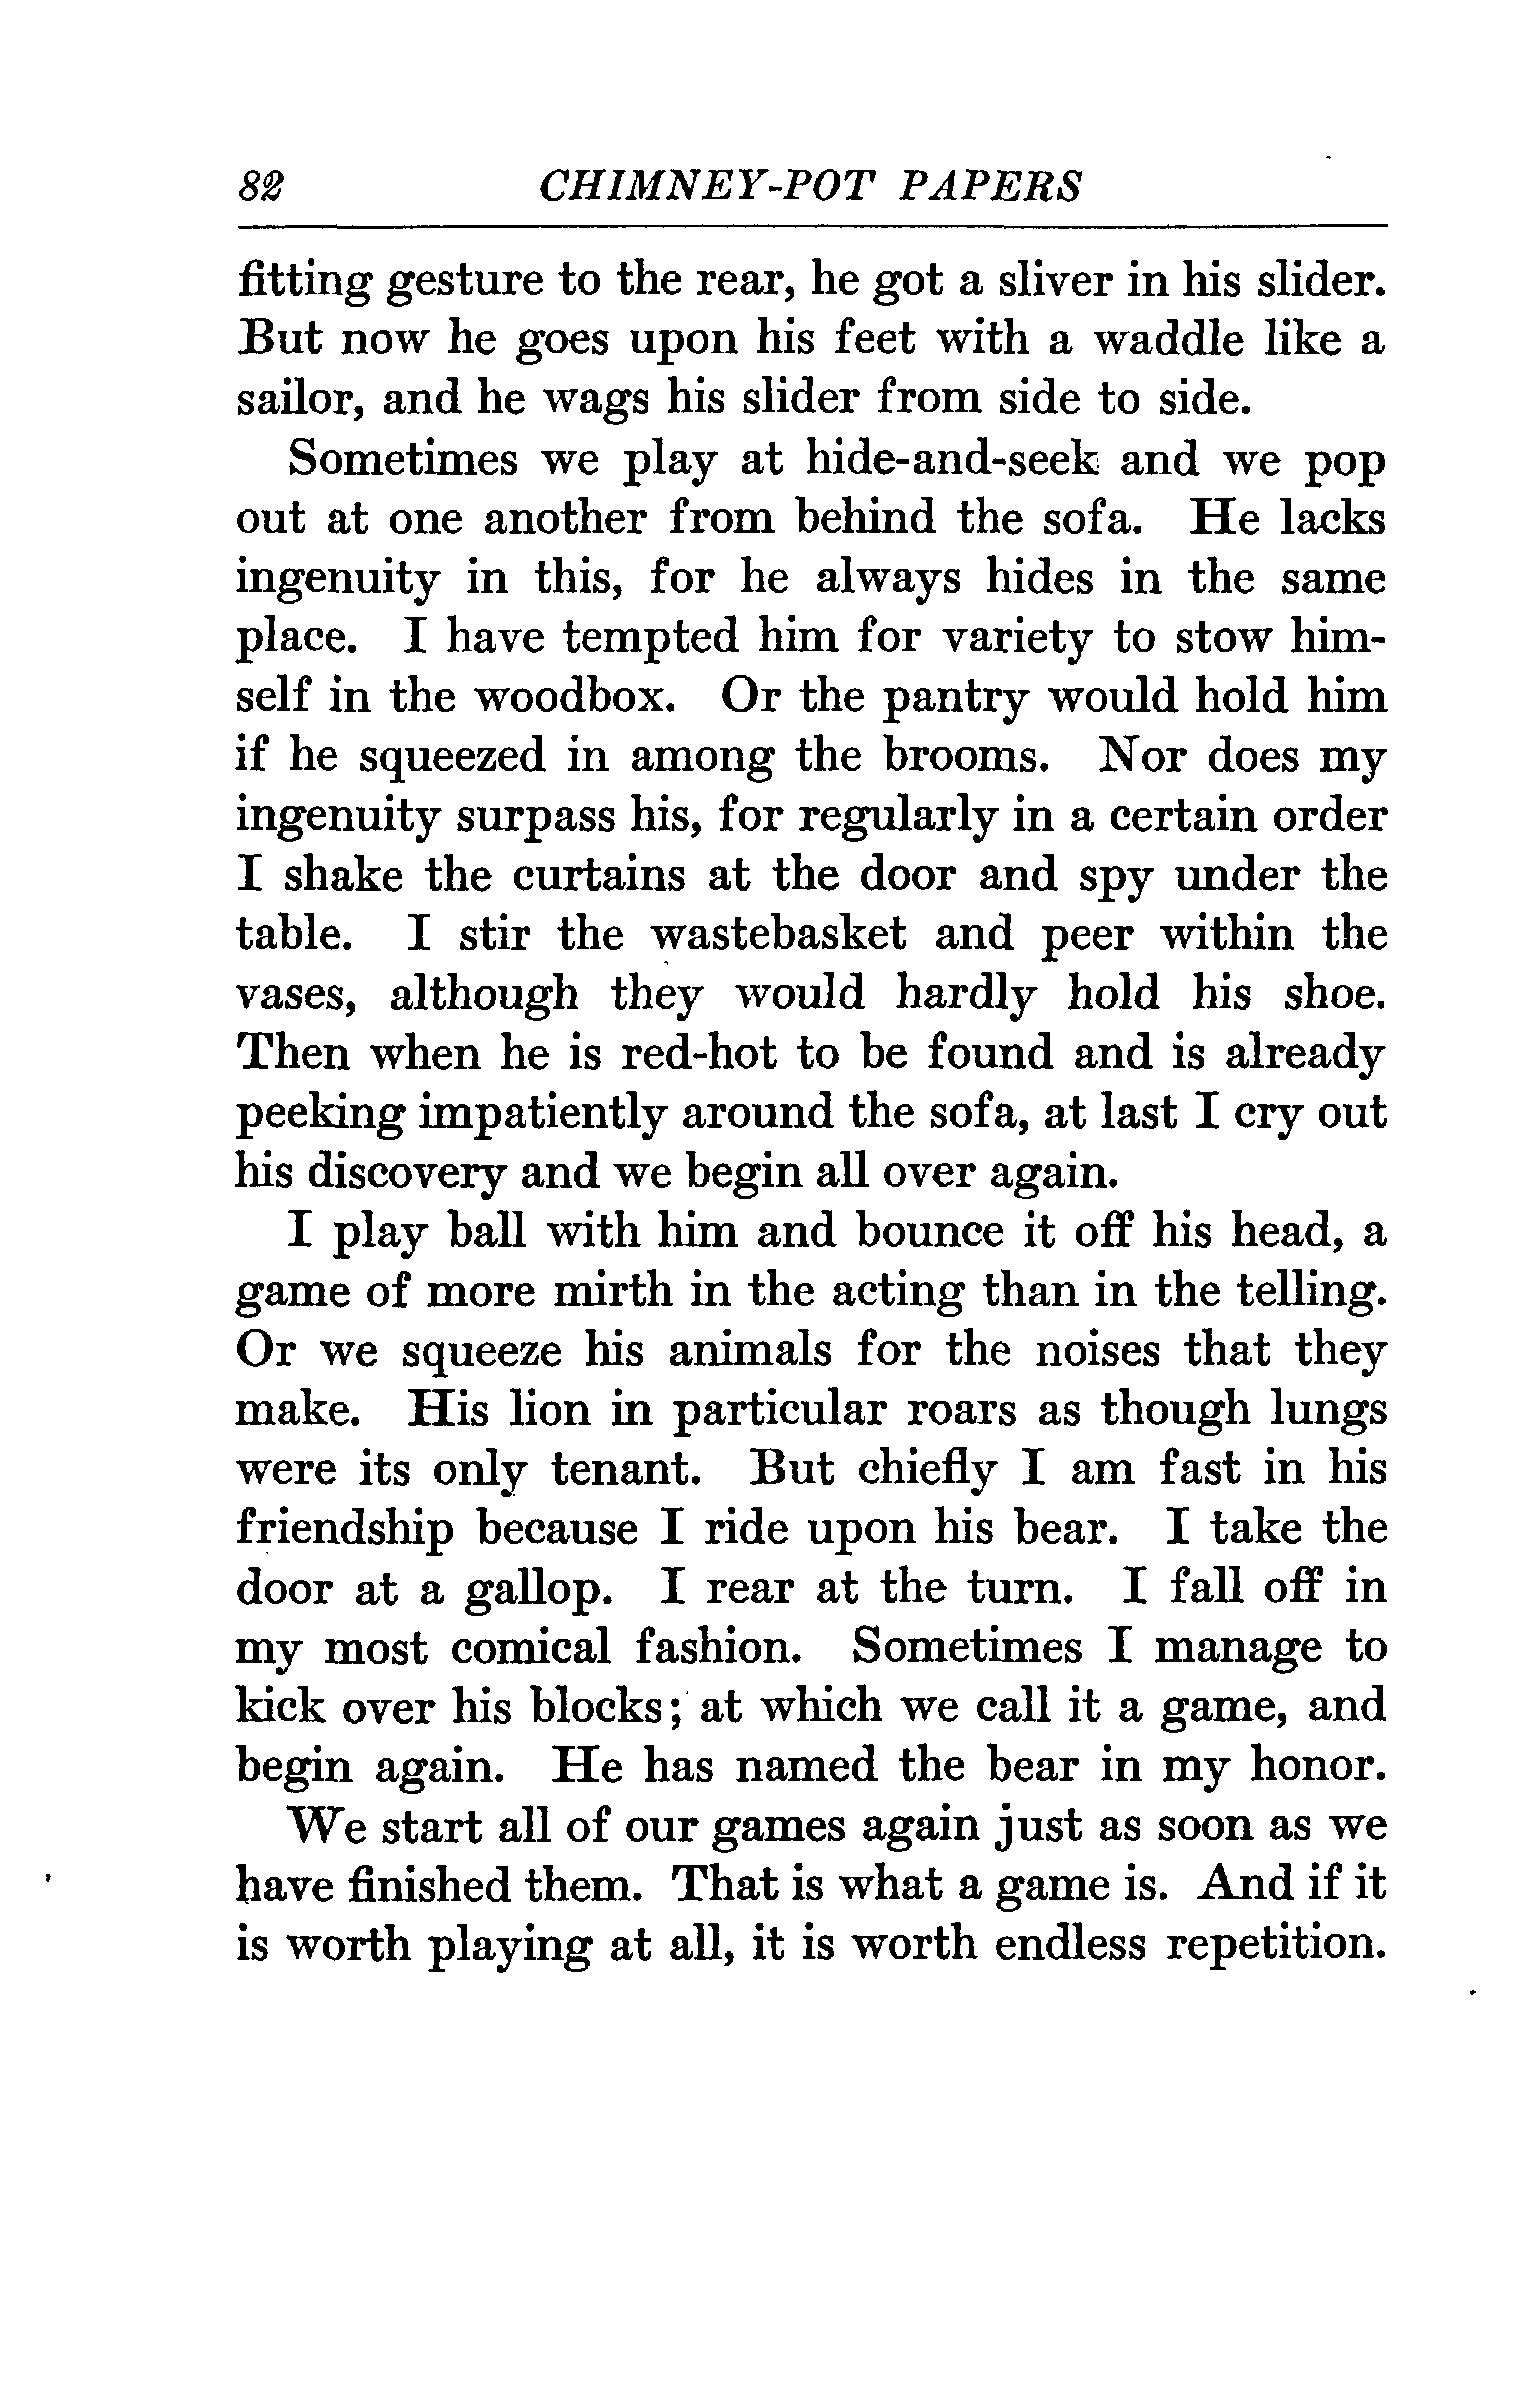 82 CHIMNEY-POT PAPERS
fitting gesture to the rear, he got a sliver in his slider.
But now he goes upon his feet with a waddle like a
sailor, and he wags his slider from side to side.
Sometimes we play at hide-and-seek and we pop
out at one another from behind the sofa. He lacks
ingenuity in this, for he always hides in the same
place. I have tempted him for variety to stow him-
self in the woodbox. Or the pantry would hold him
if he squeezed in among the brooms. Nor does my
ingenuity surpass his, for regularly in a certain order
I shake the curtains at the door and spy under the
table. I stir the wastebasket and peer within the
vases, although they would hardly hold his shoe.
Then when he is red-hot to be found and is already
peeking impatiently around the sofa, at last I cry out
his discovery and we begin all over again.
I play ball with him and bounce it off his head, a
game of more mirth in the acting than in the telling.
Or we squeeze his animals for the noises that they
make. His lion in particular roars as though lungs
were its only tenant. But chiefly I am fast in his
friendship because I ride upon his bear. I take the
door at a gallop. I rear at the turn. I fall off in
my most comical fashion. Sometimes I manage to
kick over his blocks; at which we call it a game, and
begin again. He has named the bear in my honor.
We start all of our games again just as soon as we
have finished them. That is what a game is. And if it
is worth playing at all, it is worth endless repetition.